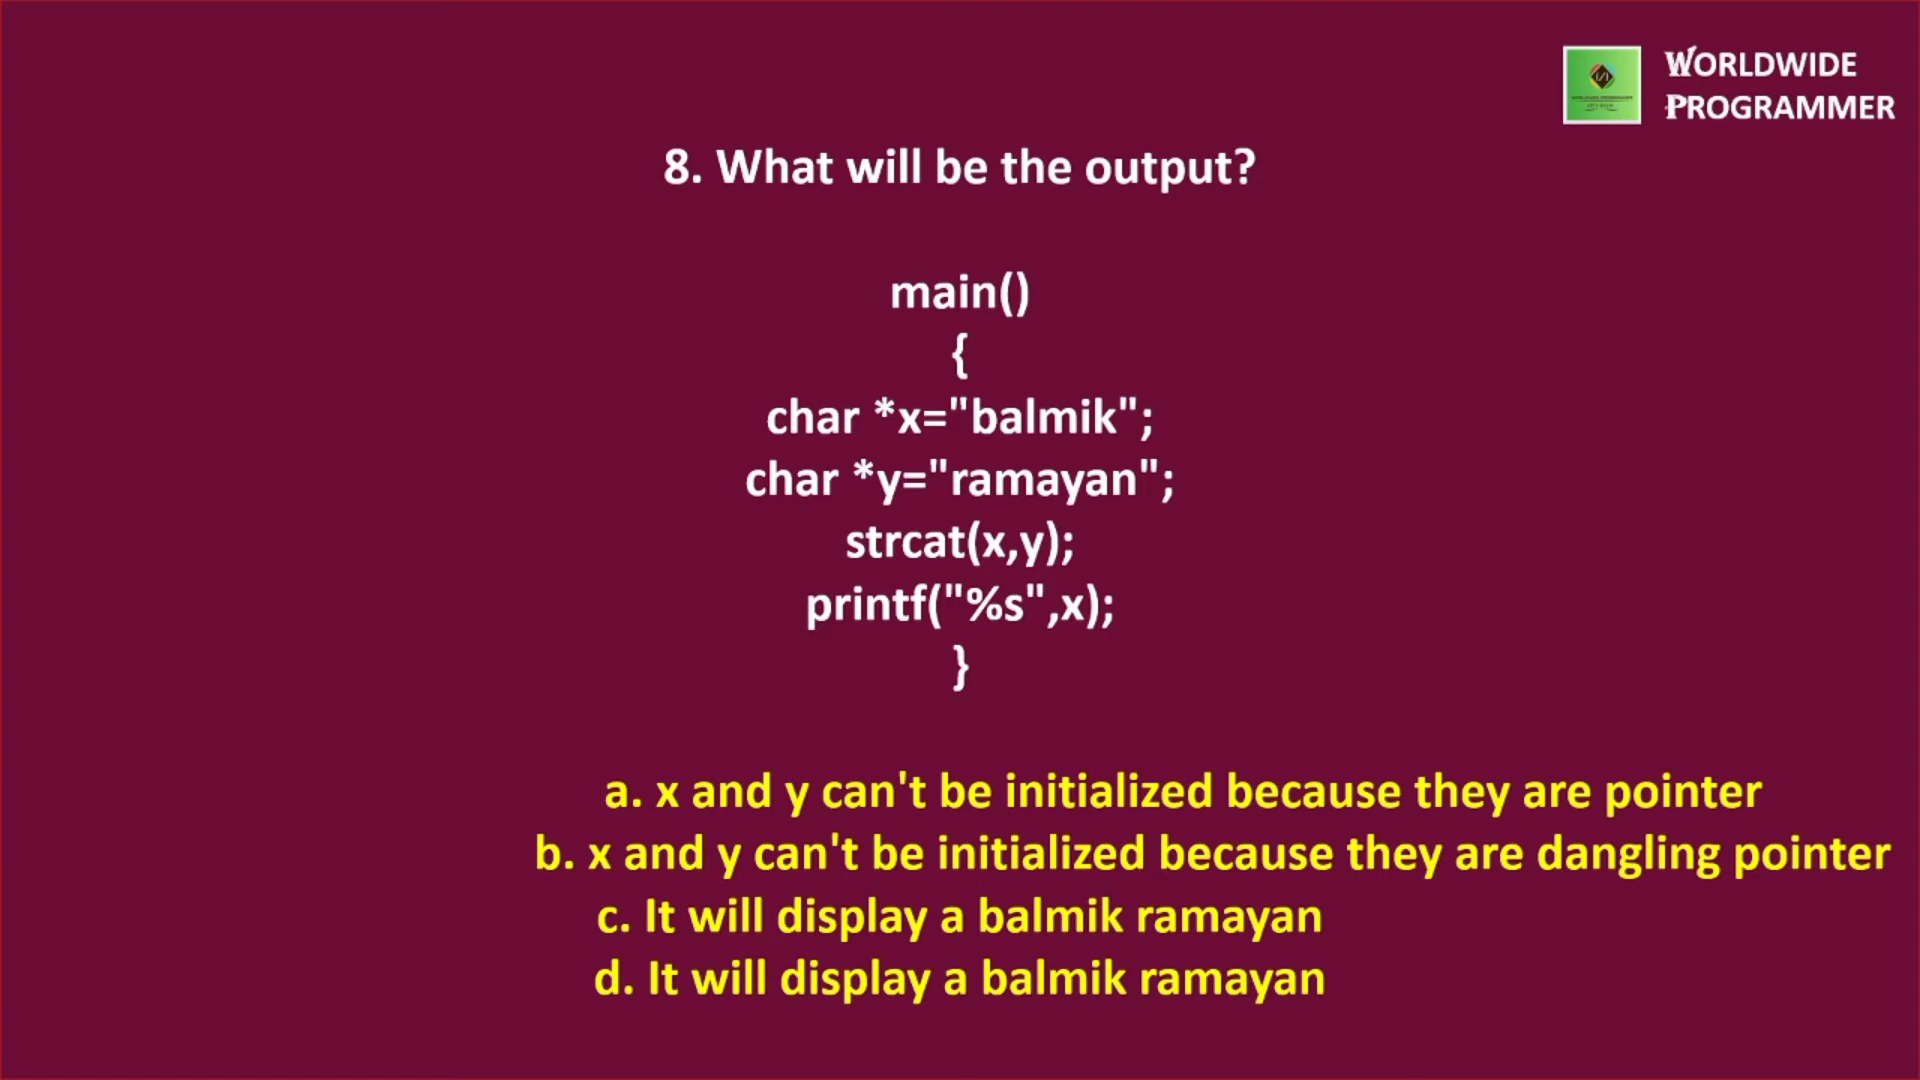 WORLDWIDE
PROGRAMMER
8. What will be the output?
main()
{
char *x="balmik";
char *y="ramayan";
strcat(x,y);
printf("%s",x);
}
a. x and y can't be initialized because they are pointer
b. x and y can't be initialized because they are dangling pointer
c. It will display a balmik ramayan
d. It will display a balmik ramayan